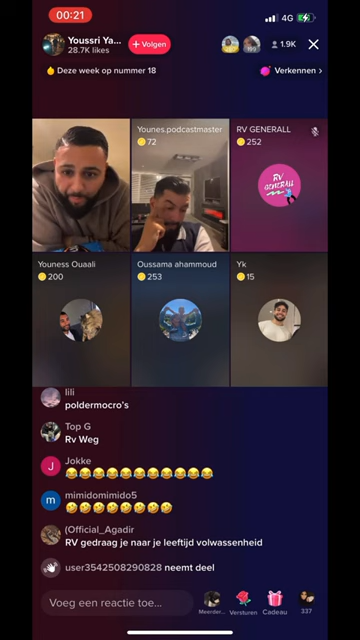 00:21
4G
Youssri Ya...
28.7K likes
+ Volgen
1.9K
Deze week op nummer 18
Verkennen >
Younes.podcastmaster
72
RV GENERALL
252
RV
GENERALL
Youness Ouaali
200
Oussama ahammoud
253
Yk
15
lili
poldermocro's
Top G
Rv Weg
J
Jokke
😂😂😂😂😂😂😂😂😂😂😂
m
mimidomimido5
🤣🤣🤣🤣🤣🤣🤣🤣
(Official_Agadir
RV gedraag je naar je leeftijd volwassenheid
user3542508290828 neemt deel
Voeg een reactie toe...
Meerder...
Versturen
Cadeau
337